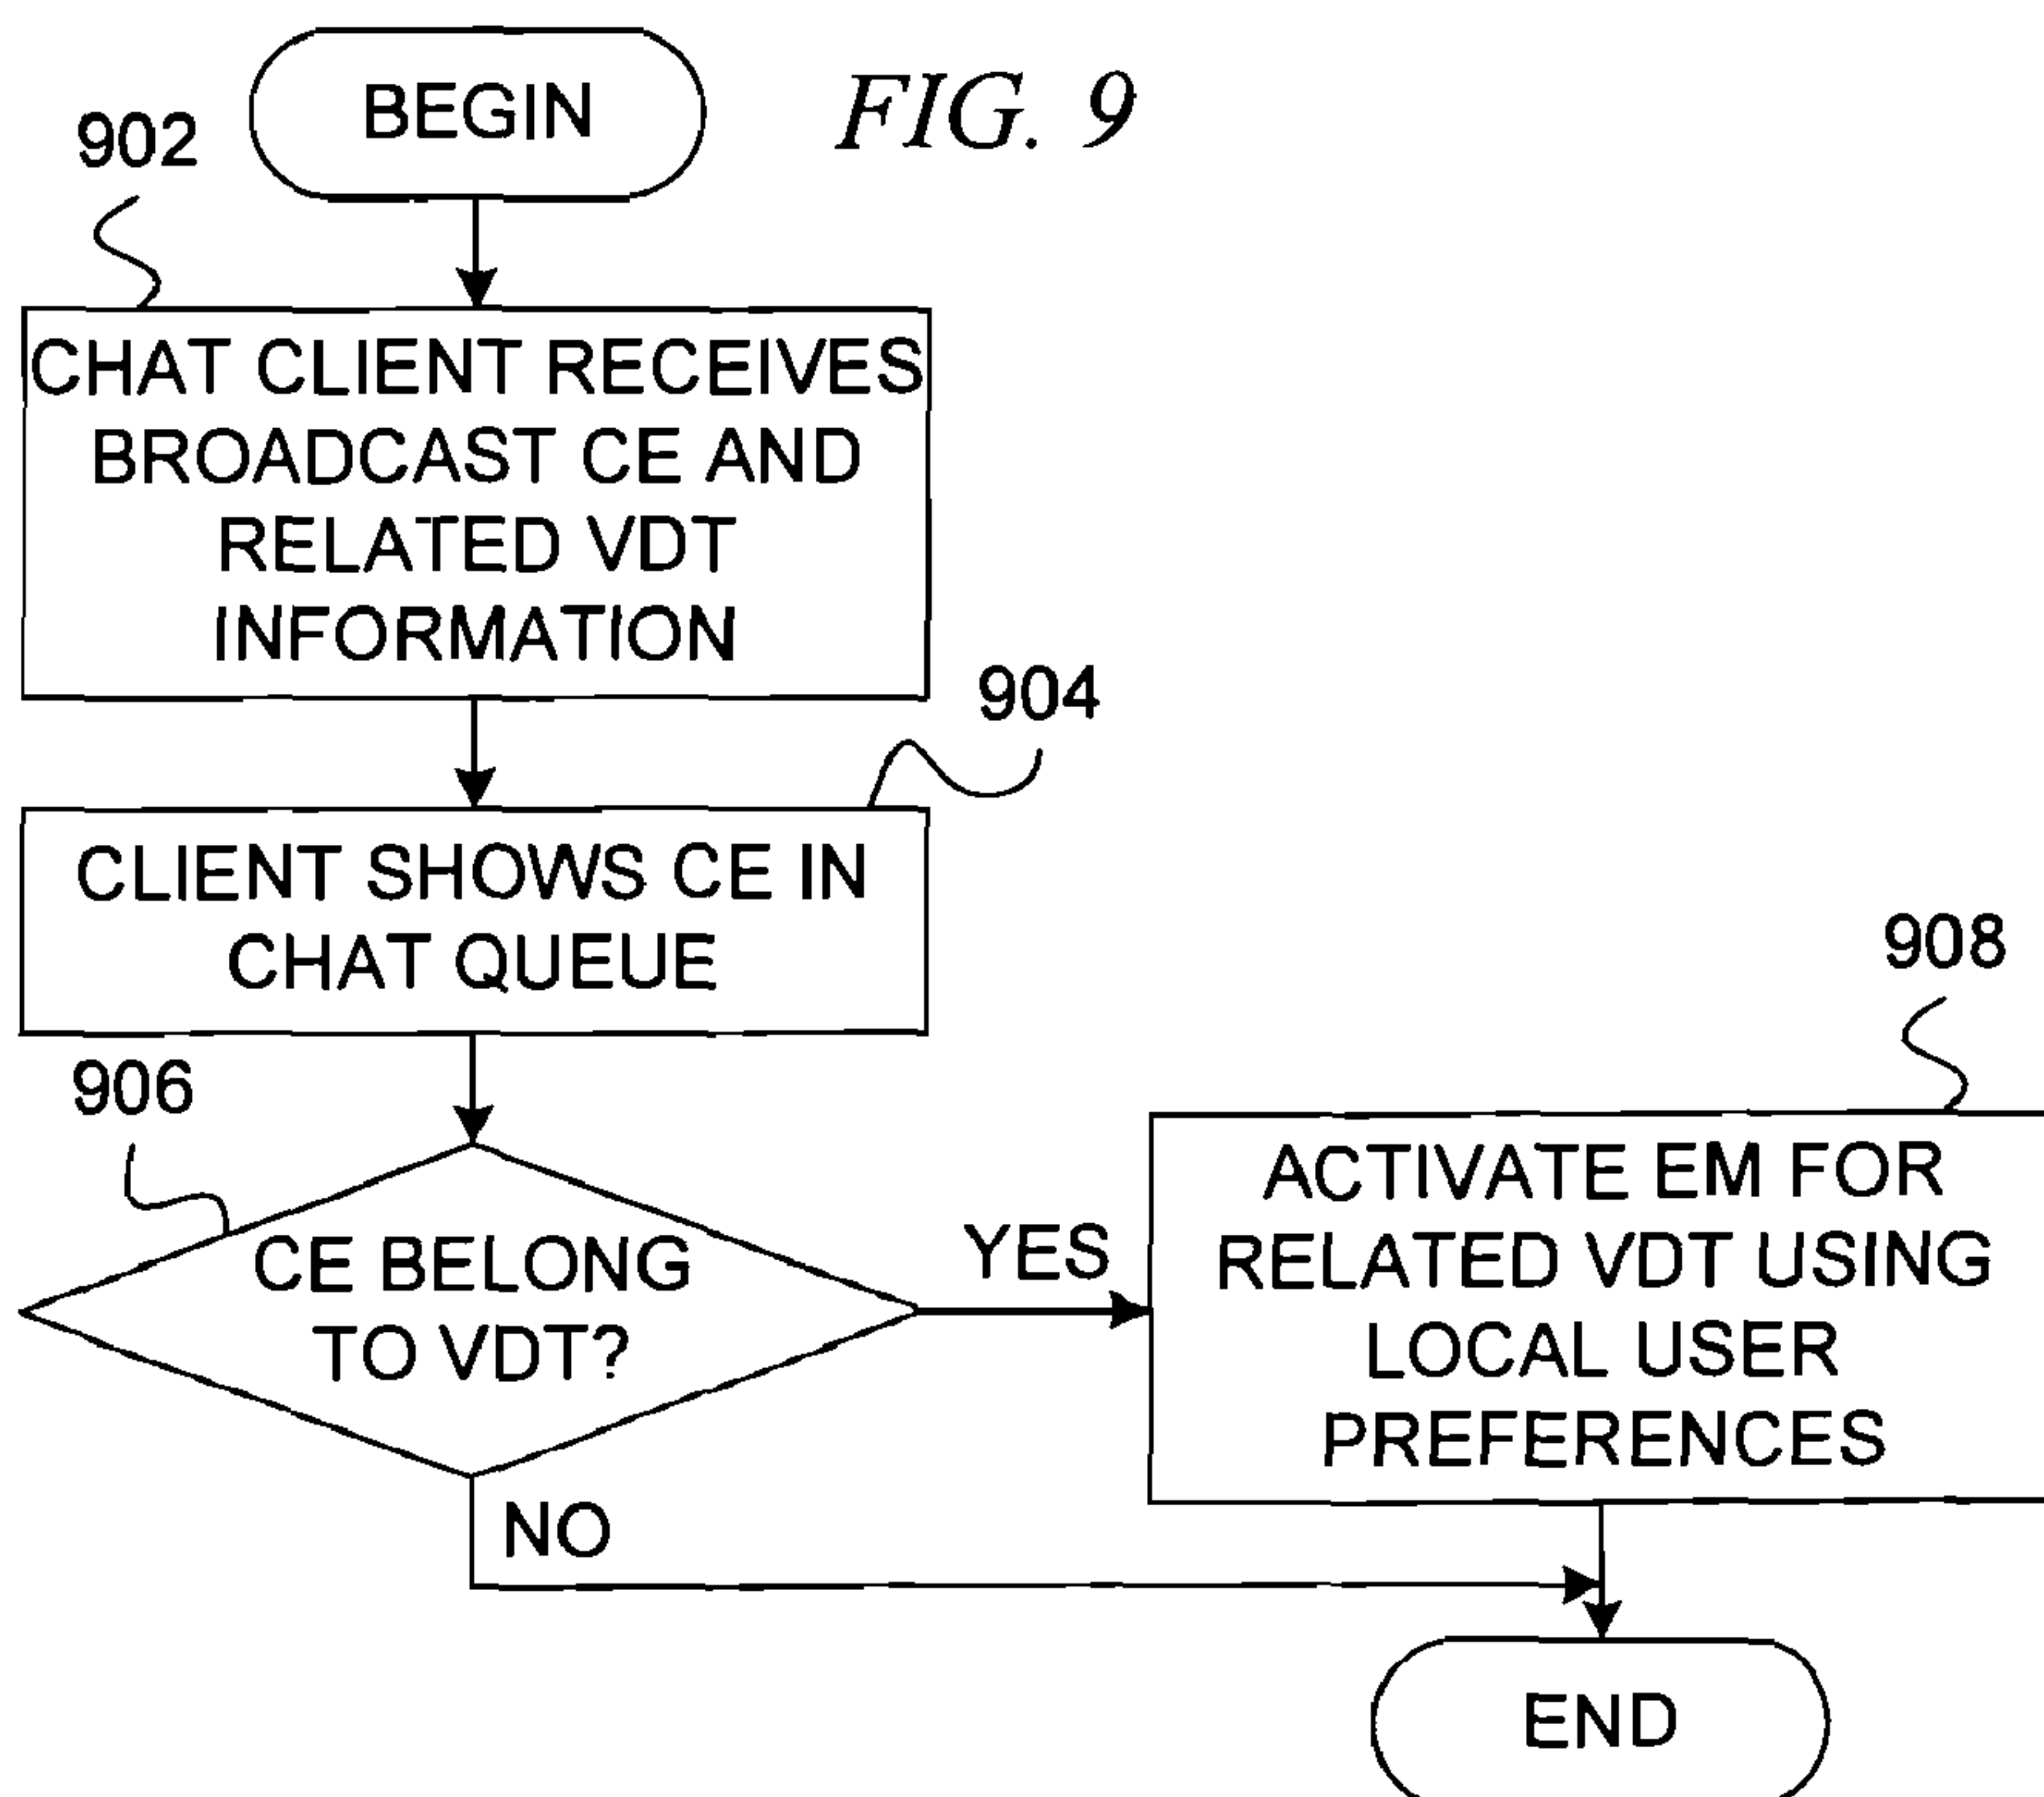 BEGIN
FIG. 9
902
CHAT CLIENT RECEIVES
BROADCAST CE AND
RELATED VDT
INFORMATION
904
CLIENT SHOWS CE IN
CHAT QUEUE
906
CE BELONG
TO VDT?
YES
NO
908
ACTIVATE EM FOR
RELATED VDT USING
LOCAL USER
PREFERENCES
END